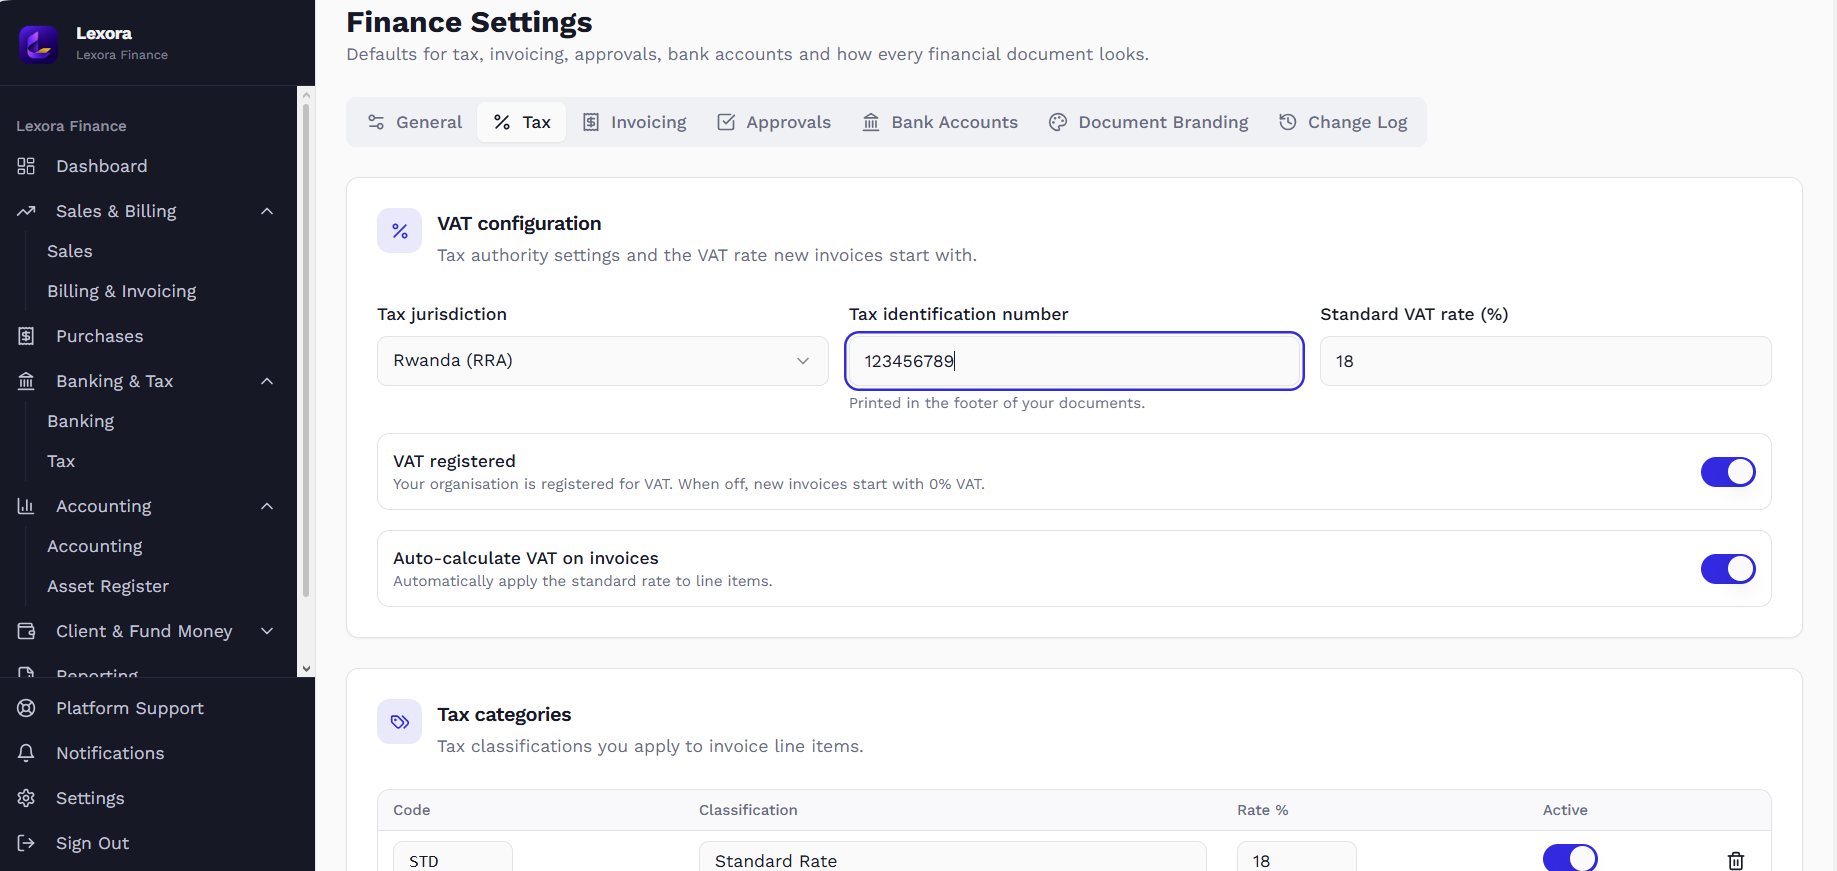 Lexora
Lexora Finance
Lexora Finance
Dashboard
Sales & Billing
Sales
Billing & Invoicing
Purchases
Banking & Tax
Banking
Tax
Accounting
Accounting
Asset Register
Client & Fund Money
Reporting
Platform Support
Notifications
Settings
Sign Out
Finance Settings
Defaults for tax, invoicing, approvals, bank accounts and how every financial document looks.
General Tax Invoicing Approvals Bank Accounts Document Branding Change Log
VAT configuration
Tax authority settings and the VAT rate new invoices start with.
Tax jurisdiction Tax identification number Standard VAT rate (%)
Rwanda (RRA) 123456789 18
Printed in the footer of your documents.
VAT registered
Your organisation is registered for VAT. When off, new invoices start with 0% VAT.
Auto-calculate VAT on invoices
Automatically apply the standard rate to line items.
Tax categories
Tax classifications you apply to invoice line items.
Code Classification Rate % Active
STD Standard Rate 18